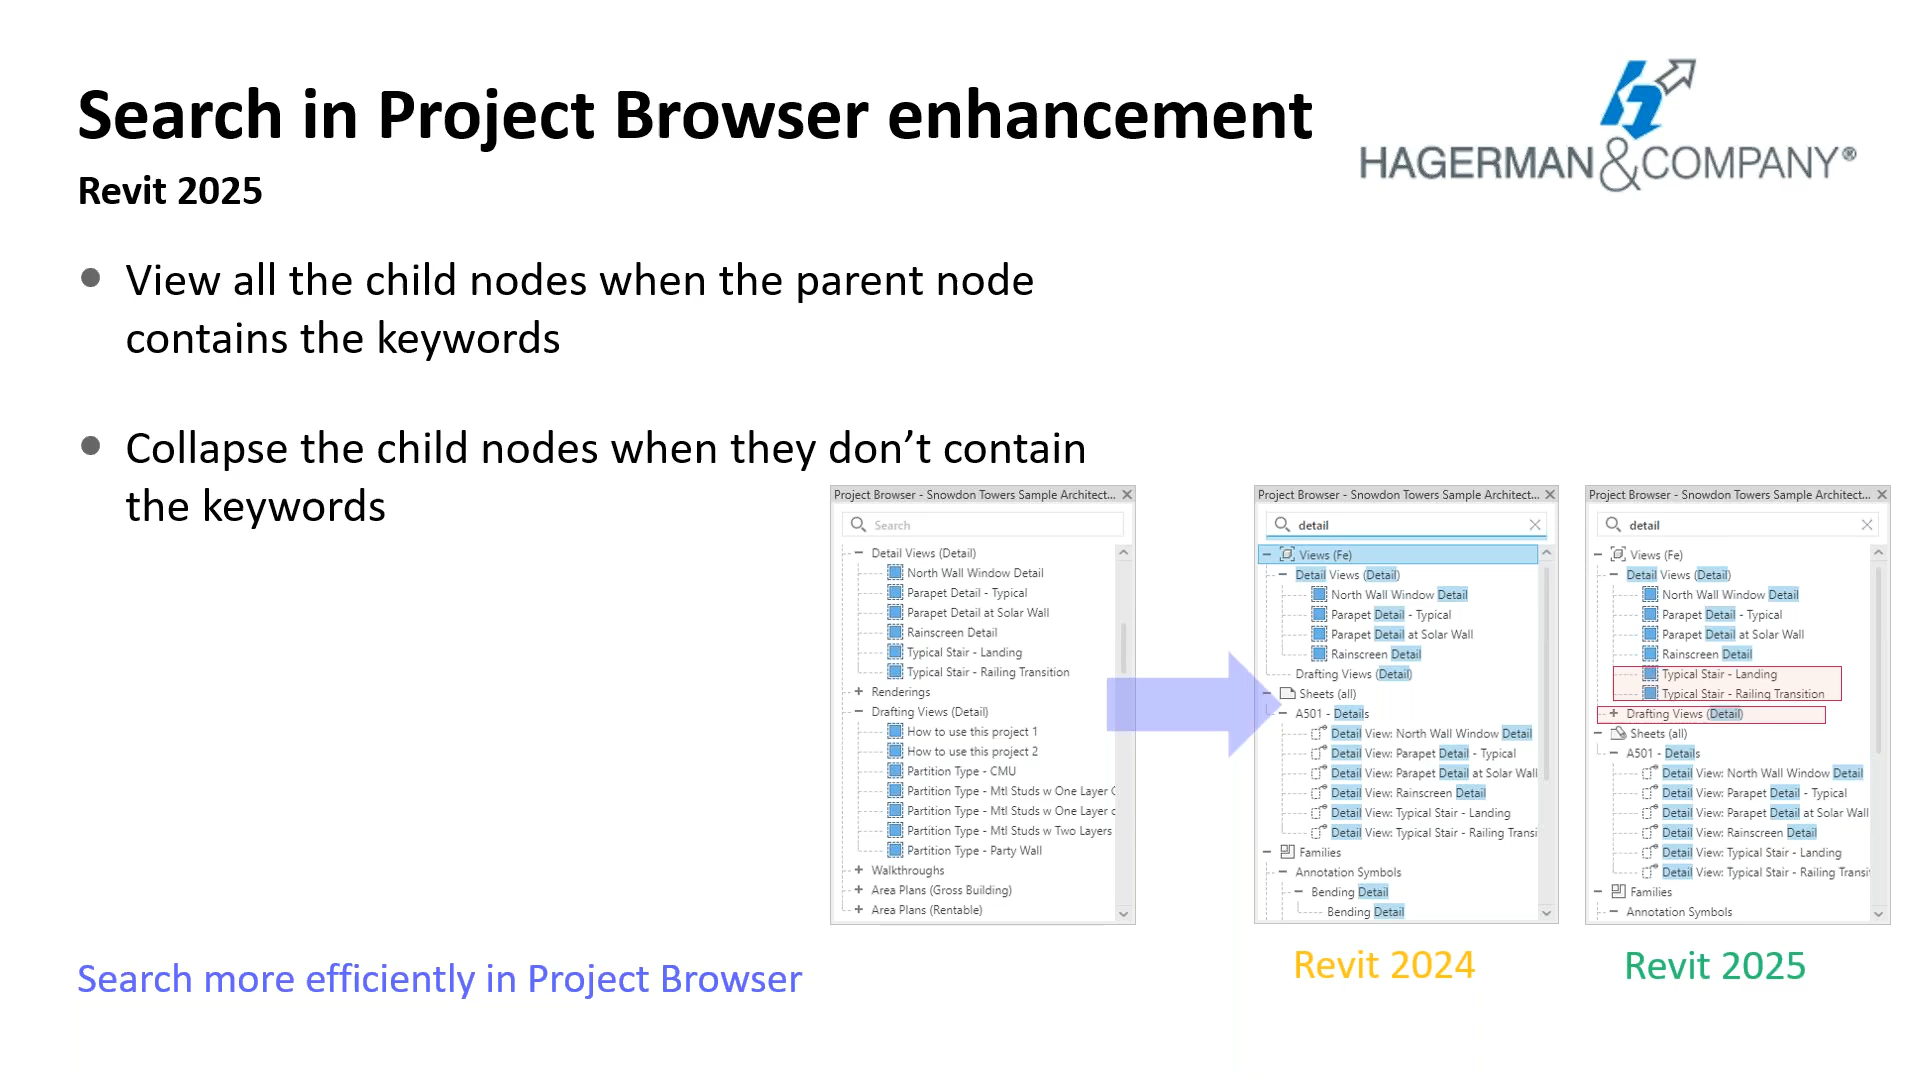 Search in Project Browser enhancement
HAGERMAN&COMPANY®
Revit 2025
View all the child nodes when the parent node
contains the keywords
Collapse the child nodes when they don’t contain
the keywords
Project Browser - Snowdon Towers Sample Architect...
Search
Detail Views (Detail)
North Wall Window Detail
Parapet Detail - Typical
Parapet Detail at Solar Wall
Rainscreen Detail
Typical Stair - Landing
Typical Stair - Railing Transition
Renderings
Drafting Views (Detail)
How to use this project 1
How to use this project 2
Partition Type - CMU
Partition Type - Mtl Studs w One Layer
Partition Type - Mtl Studs w One Layer
Partition Type - Mtl Studs w Two Layers
Partition Type - Party Wall
Walkthroughs
Area Plans (Gross Building)
Area Plans (Rentable)
Project Browser - Snowdon Towers Sample Architect...
detail
Views (Fe)
Detail Views (Detail)
North Wall Window Detail
Parapet Detail - Typical
Parapet Detail at Solar Wall
Rainscreen Detail
Drafting Views (Detail)
Sheets (all)
A501 - Details
Detail View: North Wall Window Detail
Detail View: Parapet Detail - Typical
Detail View: Parapet Detail at Solar Wall
Detail View: Rainscreen Detail
Detail View: Typical Stair - Landing
Detail View: Typical Stair - Railing Transi
Families
Annotation Symbols
Bending Detail
Bending Detail
Project Browser - Snowdon Towers Sample Architect...
detail
Views (Fe)
Detail Views (Detail)
North Wall Window Detail
Parapet Detail - Typical
Parapet Detail at Solar Wall
Rainscreen Detail
Typical Stair - Landing
Typical Stair - Railing Transition
Drafting Views (Detail)
Sheets (all)
A501 - Details
Detail View: North Wall Window Detail
Detail View: Parapet Detail - Typical
Detail View: Parapet Detail at Solar Wall
Detail View: Rainscreen Detail
Detail View: Typical Stair - Landing
Detail View: Typical Stair - Railing Transi
Families
Annotation Symbols
Revit 2024
Revit 2025
Search more efficiently in Project Browser